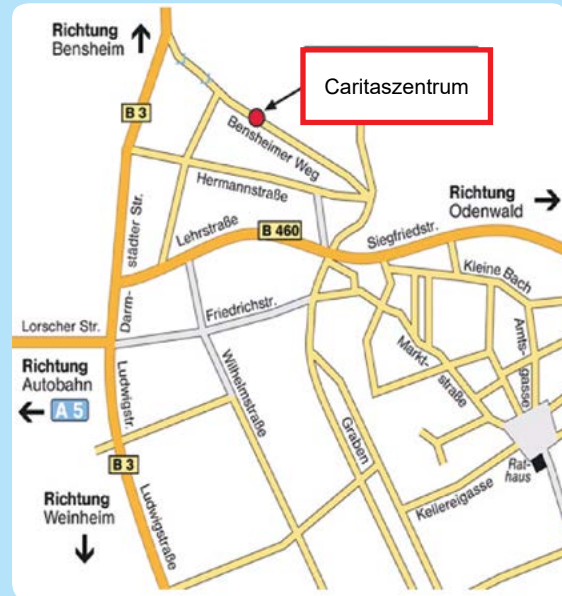 Richtung
Bensheim
Caritaszentrum
B 3
Bensheimer Weg
Hermannstraße
Richtung
Odenwald
Darm-
städter Str.
Lehrstraße
B 460
Siegfriedstr.
Kleine Bach
Friedrichstr.
Lorscher Str.
Markt-
straße
Amts-
gasse
Richtung
Autobahn
A 5
Ludwigstr.
Wilhelmstraße
Graben
B 3
Rat-
haus
Kellereigasse
Richtung
Weinheim
Ludwigstraße